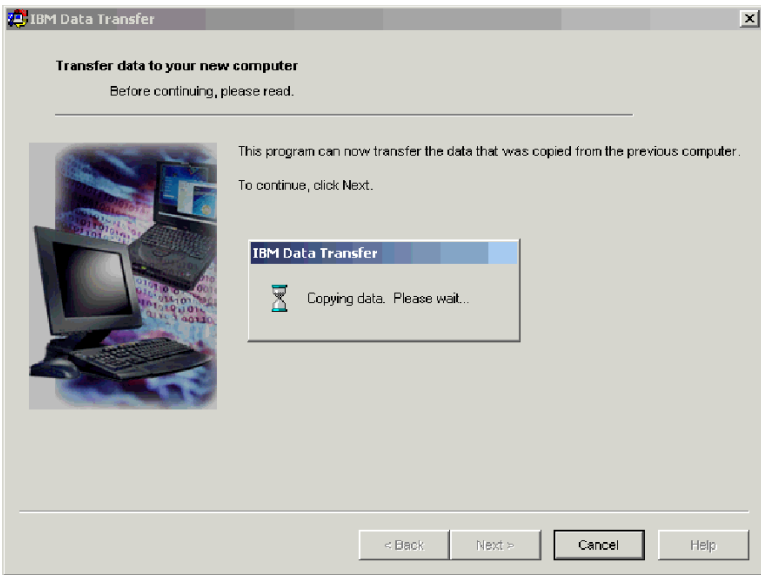 IBM Data Transfer
Transfer data to your new computer
Before continuing, please read.
This program can now transfer the data that was copied from the previous computer.
To continue, click Next.
IBM Data Transfer
Copying data. Please wait...
< Back
Next >
Cancel
Help